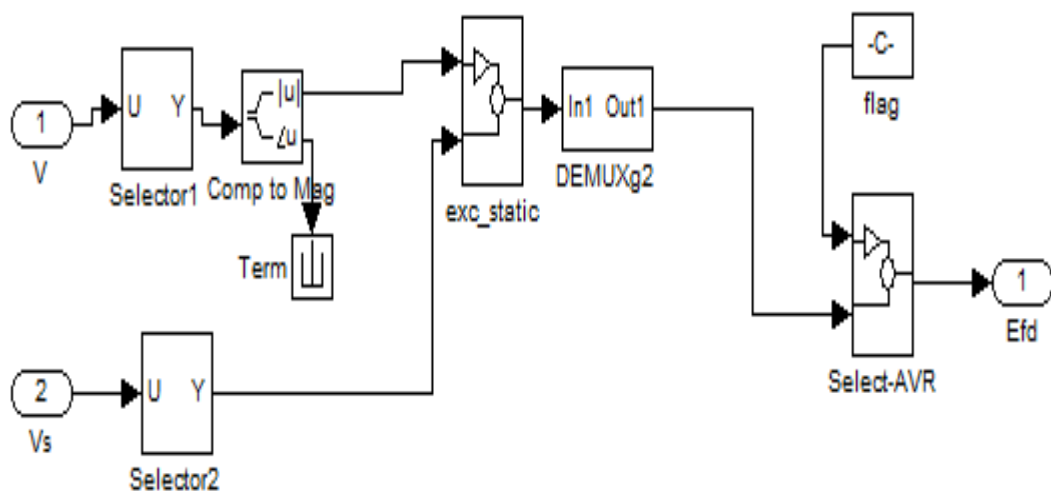 1
V
U Y
Selector1
|u|
∠u
Comp to Mag
Term
exc_static
In1 Out1
DEMUXg2
-C-
flag
Select-AVR
1
Efd
2
Vs
U Y
Selector2